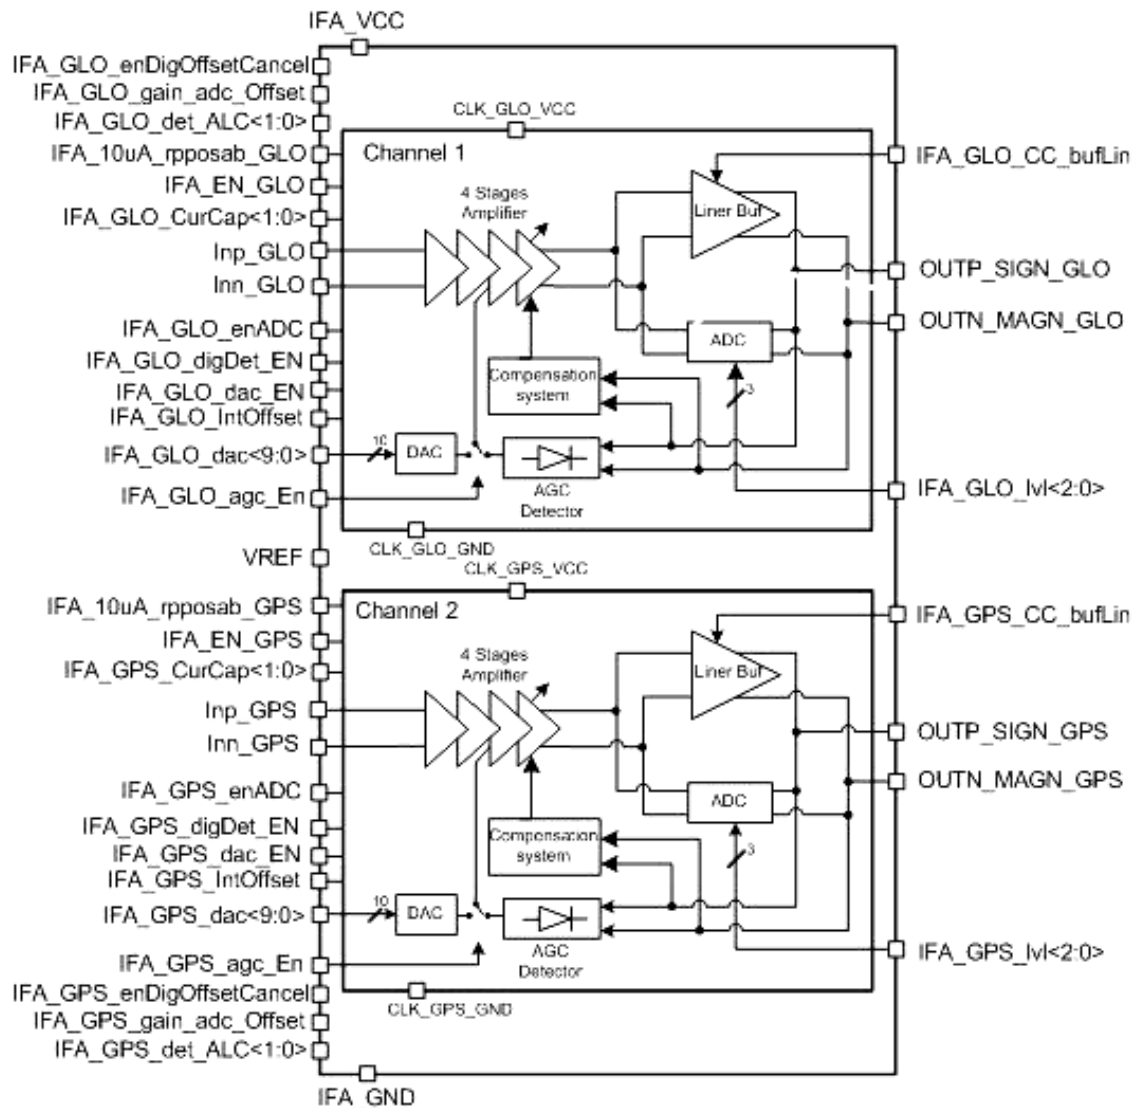 IFA_VCC
IFA_GLO_enDigOffsetCancel
IFA_GLO_gain_adc_Offset
IFA_GLO_det_ALC<1:0>
IFA_10uA_rpposab_GLO
IFA_EN_GLO
IFA_GLO_CurCap<1:0>
Inp_GLO
Inn_GLO
IFA_GLO_enADC
IFA_GLO_digDet_EN
IFA_GLO_dac_EN
IFA_GLO_IntOffset
IFA_GLO_dac<9:0>
IFA_GLO_agc_En
CLK_GLO_VCC
Channel 1
4 Stages
Amplifier
Liner Buf
ADC
3
Compensation
system
10
DAC
AGC
Detector
CLK_GLO_GND
IFA_GLO_CC_bufLin
OUTP_SIGN_GLO
OUTN_MAGN_GLO
IFA_GLO_lvl<2:0>
VREF
IFA_10uA_rpposab_GPS
IFA_EN_GPS
IFA_GPS_CurCap<1:0>
Inp_GPS
Inn_GPS
IFA_GPS_enADC
IFA_GPS_digDet_EN
IFA_GPS_dac_EN
IFA_GPS_IntOffset
IFA_GPS_dac<9:0>
IFA_GPS_agc_En
IFA_GPS_enDigOffsetCancel
IFA_GPS_gain_adc_Offset
IFA_GPS_det_ALC<1:0>
CLK_GPS_VCC
Channel 2
4 Stages
Amplifier
Liner Buf
ADC
3
Compensation
system
10
DAC
AGC
Detector
CLK_GPS_GND
IFA_GPS_CC_bufLin
OUTP_SIGN_GPS
OUTN_MAGN_GPS
IFA_GPS_lvl<2:0>
IFA_GND